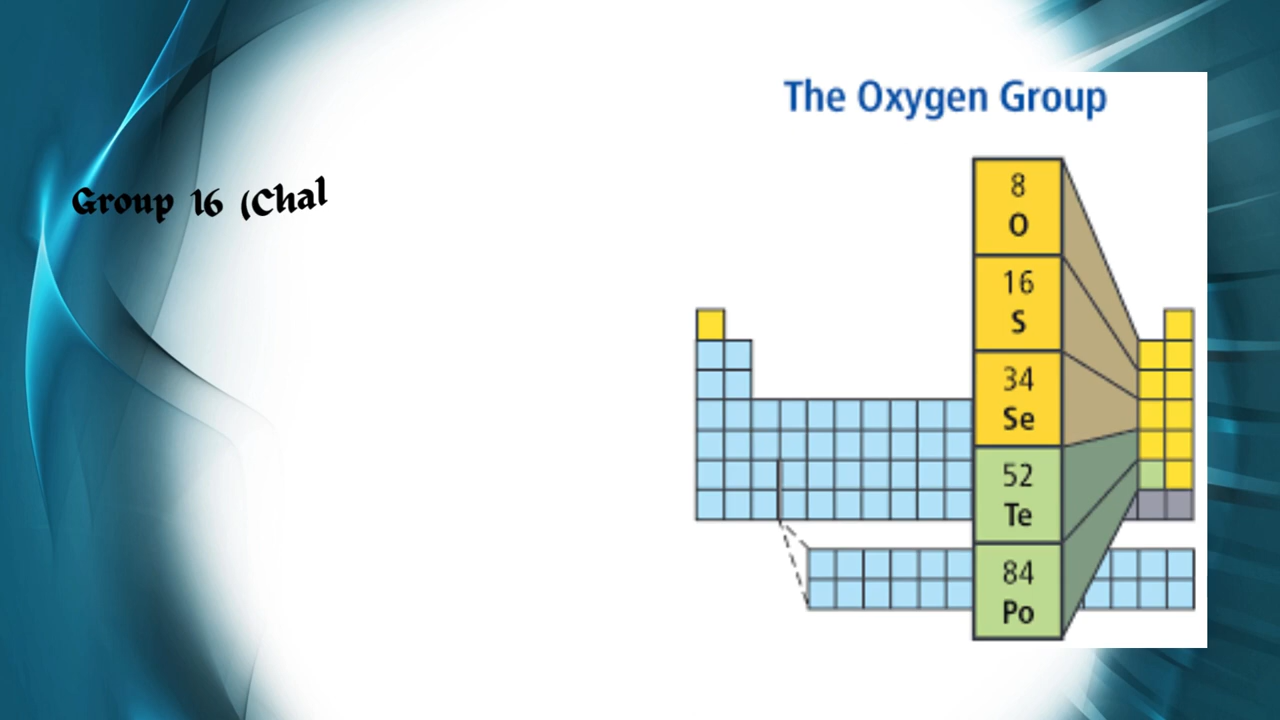 The Oxygen Group
Group 16 (Chal
8
O
16
S
34
Se
52
Te
84
Po